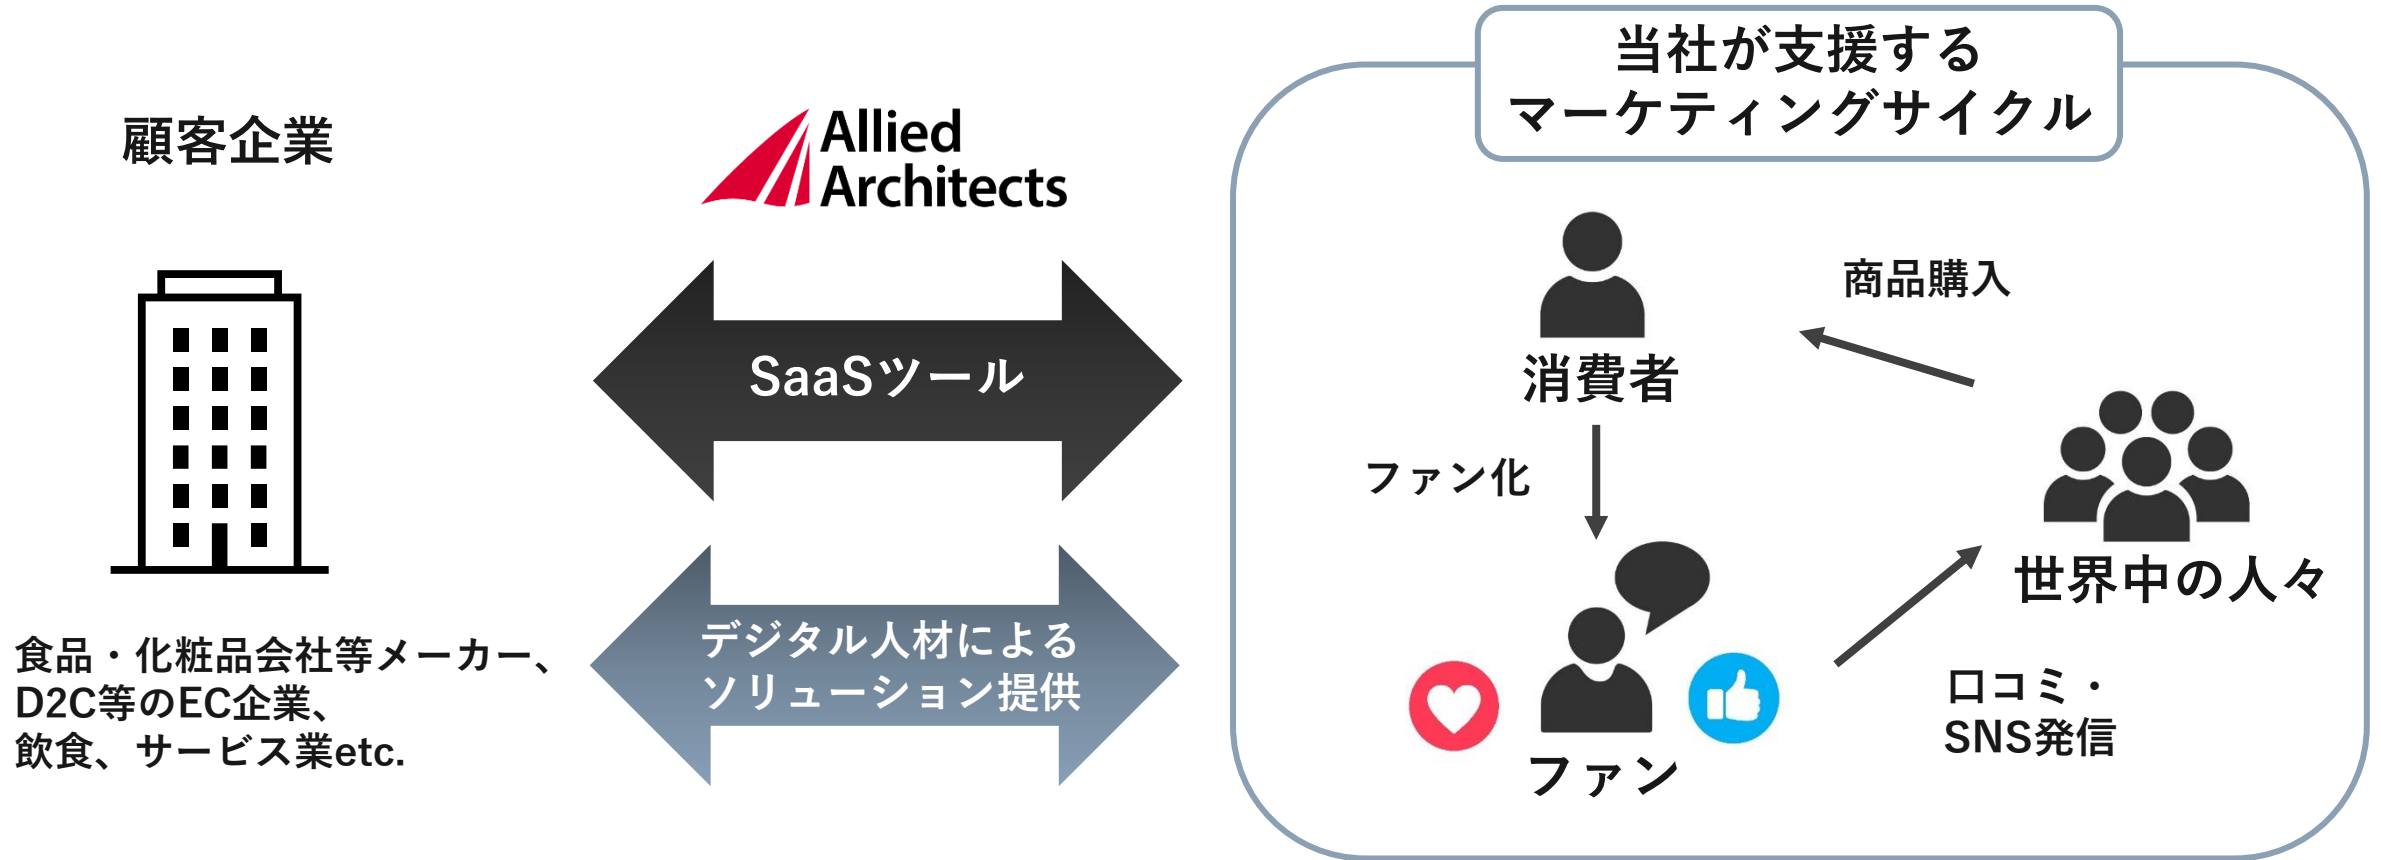 顧客企業
食品・化粧品会社等メーカー、
D2C等のEC企業、
飲食、サービス業etc.
Allied
Architects
SaaSツール
デジタル人材による
ソリューション提供
当社が支援する
マーケティングサイクル
消費者
商品購入
ファン化
世界中の人々
口コミ・
SNS発信
ファン